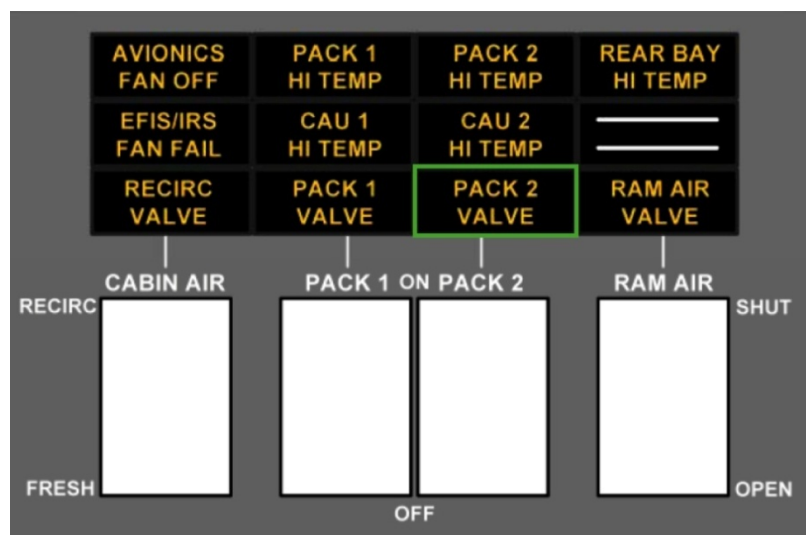 AVIONICS FAN OFF
PACK 1 HI TEMP
PACK 2 HI TEMP
REAR BAY HI TEMP
EFIS/IRS FAN FAIL
CAU 1 HI TEMP
CAU 2 HI TEMP
RECIRC VALVE
PACK 1 VALVE
PACK 2 VALVE
RAM AIR VALVE
CABIN AIR
PACK 1 ON PACK 2
RAM AIR
RECIRC
SHUT
FRESH
OPEN
OFF